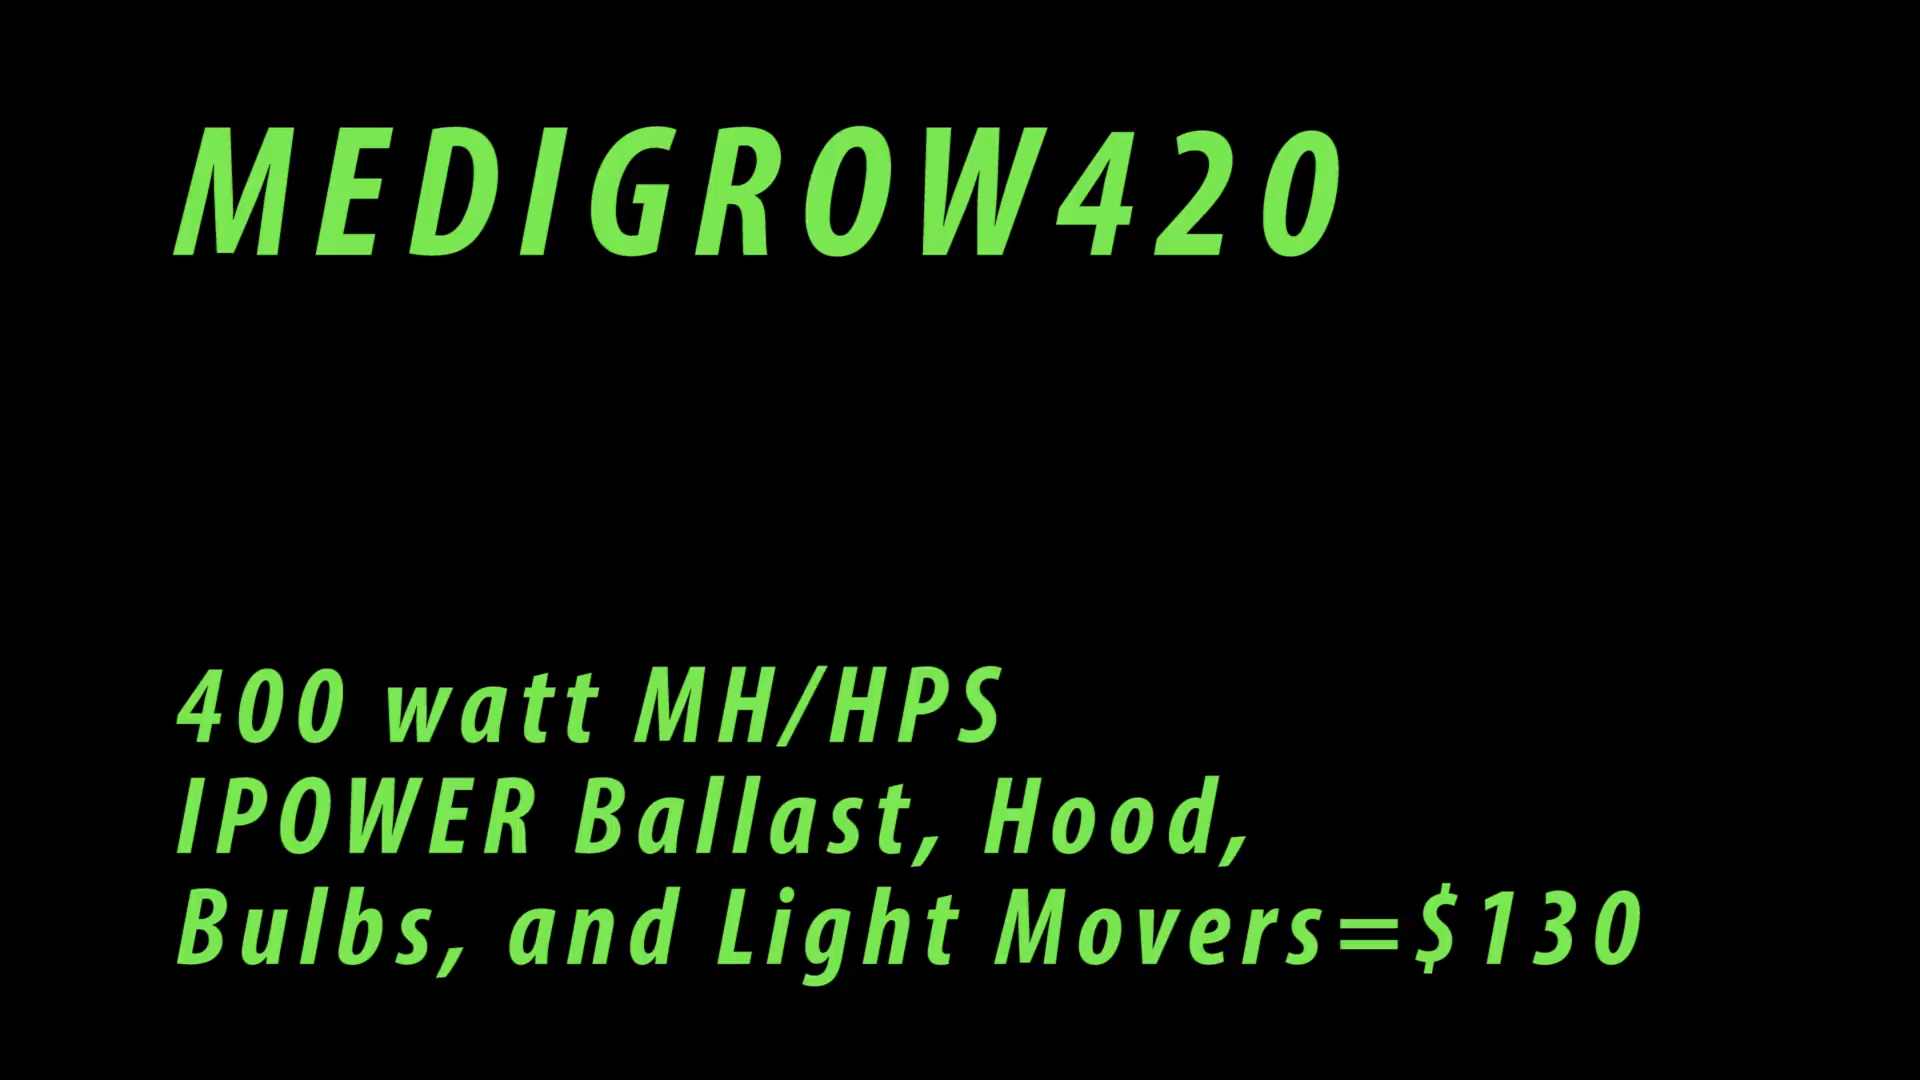 MEDIGROW420
400 watt MH/HPS
IPOWER Ballast, Hood,
Bulbs, and Light Movers=$130